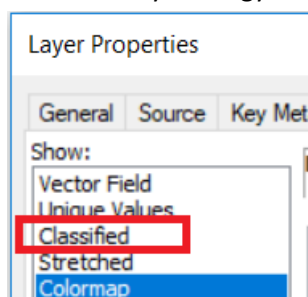 Layer Properties
General Source Key Met
Show:
Vector Field
Unique Values
Classified
Stretched
Colormap